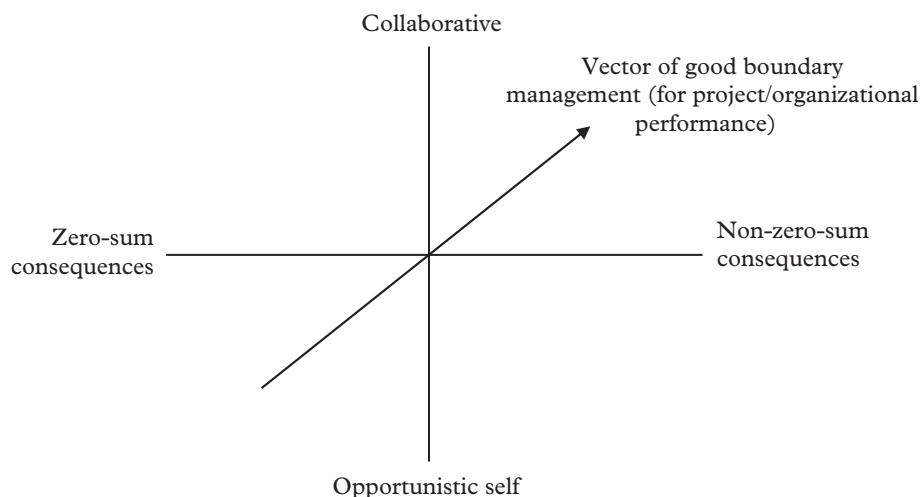 Collaborative
Vector of good boundary
management (for project/organizational
performance)
Zero-sum
consequences
Non-zero-sum
consequences
Opportunistic self